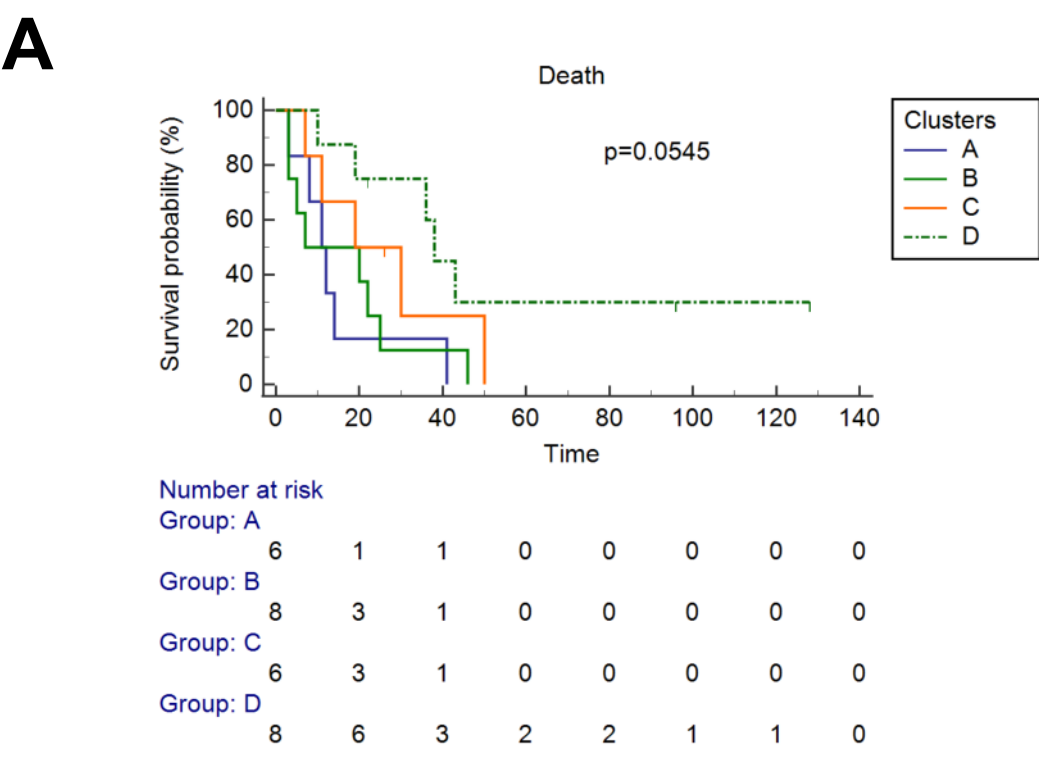 A
Death
Survival probability (%)
100
80
60
40
20
0
p=0.0545
Clusters
A
B
C
D
0 20 40 60 80 100 120 140
Time
Number at risk
Group: A
6 1 1 0 0 0 0 0
Group: B
8 3 1 0 0 0 0 0
Group: C
6 3 1 0 0 0 0 0
Group: D
8 6 3 2 2 1 1 0